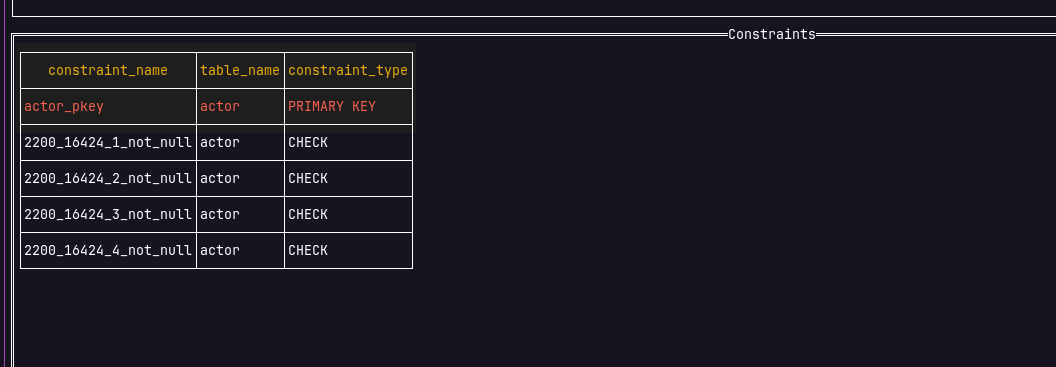 Constraints
constraint_name table_name constraint_type
actor_pkey actor PRIMARY KEY
2200_16424_1_not_null actor CHECK
2200_16424_2_not_null actor CHECK
2200_16424_3_not_null actor CHECK
2200_16424_4_not_null actor CHECK